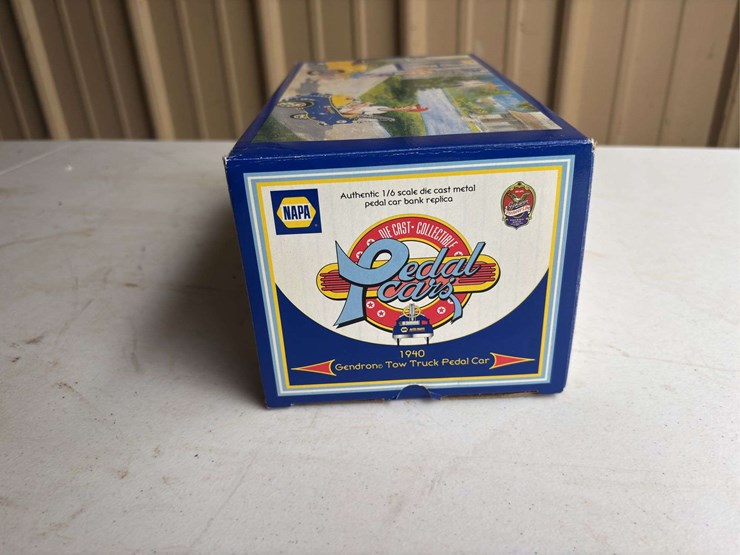 NAPA
Authentic 1/6 scale die cast metal
pedal car bank replica
DIE CAST • COLLECTIBLE
Pedal
cars
1940
Gendron® Tow Truck Pedal Car